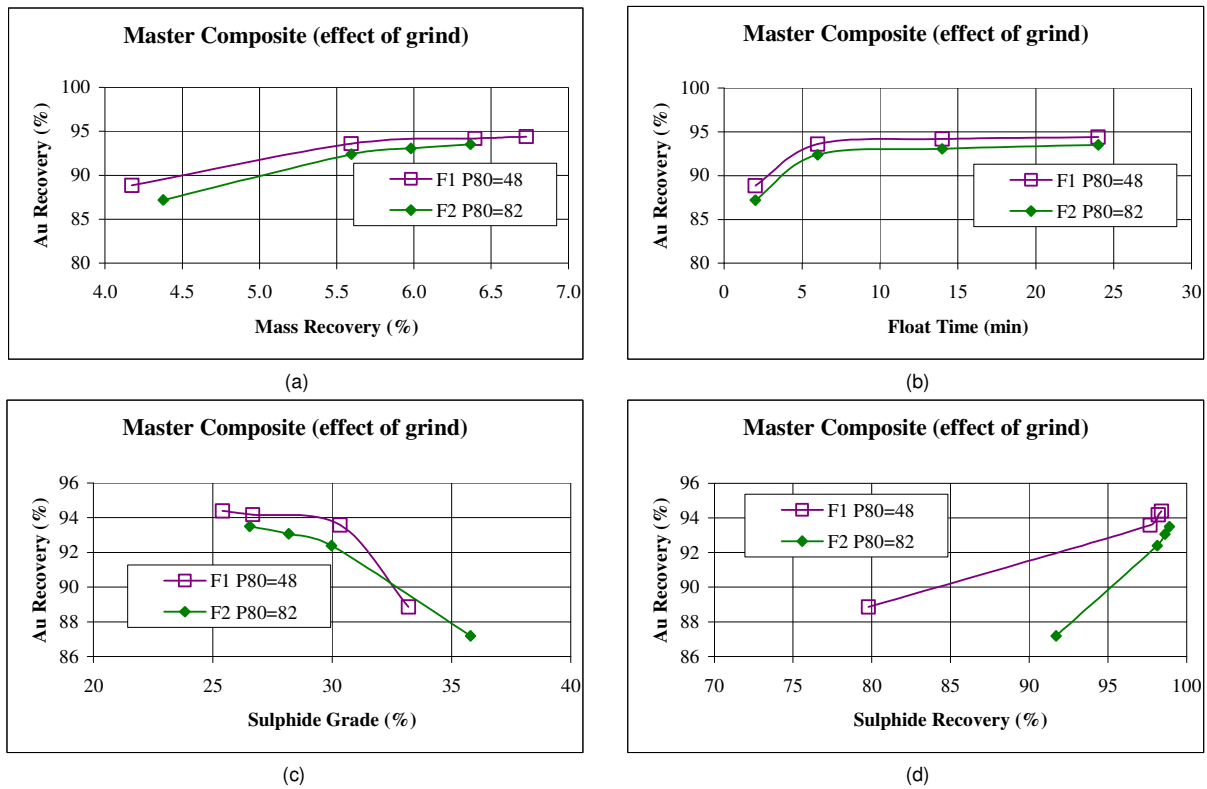 Master Composite (effect of grind)
100
95
90
85
80
Au Recovery (%)
4.0 4.5 5.0 5.5 6.0 6.5 7.0
Mass Recovery (%)
F1 P80=48
F2 P80=82
(a)
Master Composite (effect of grind)
100
95
90
85
80
Au Recovery (%)
0 5 10 15 20 25 30
Float Time (min)
F1 P80=48
F2 P80=82
(b)
Master Composite (effect of grind)
96
94
92
90
88
86
Au Recovery (%)
20 25 30 35 40
Sulphide Grade (%)
F1 P80=48
F2 P80=82
(c)
Master Composite (effect of grind)
96
94
92
90
88
86
Au Recovery (%)
70 75 80 85 90 95 100
Sulphide Recovery (%)
F1 P80=48
F2 P80=82
(d)